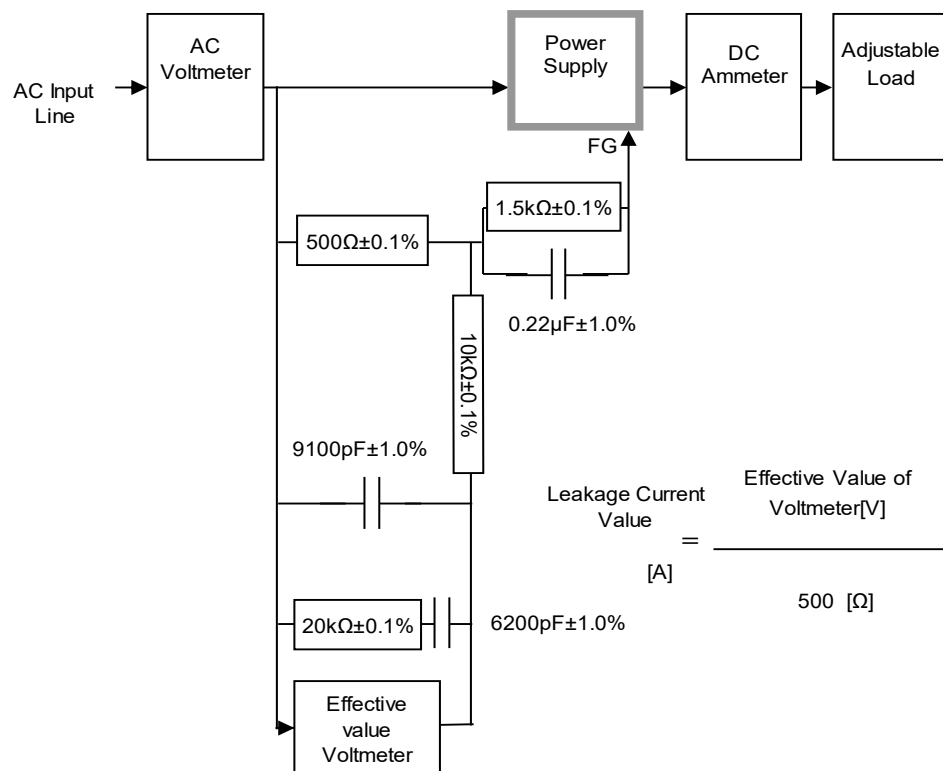 AC
Voltmeter
Power
Supply
DC
Ammeter
Adjustable
Load
AC Input
Line
FG
1.5kΩ±0.1%
500Ω±0.1%
0.22µF±1.0%
10kΩ±0.1%
9100pF±1.0%
Leakage Current
Value
[A]
=
Effective Value of
Voltmeter[V]
500 [Ω]
20kΩ±0.1%
6200pF±1.0%
Effective
value
Voltmeter